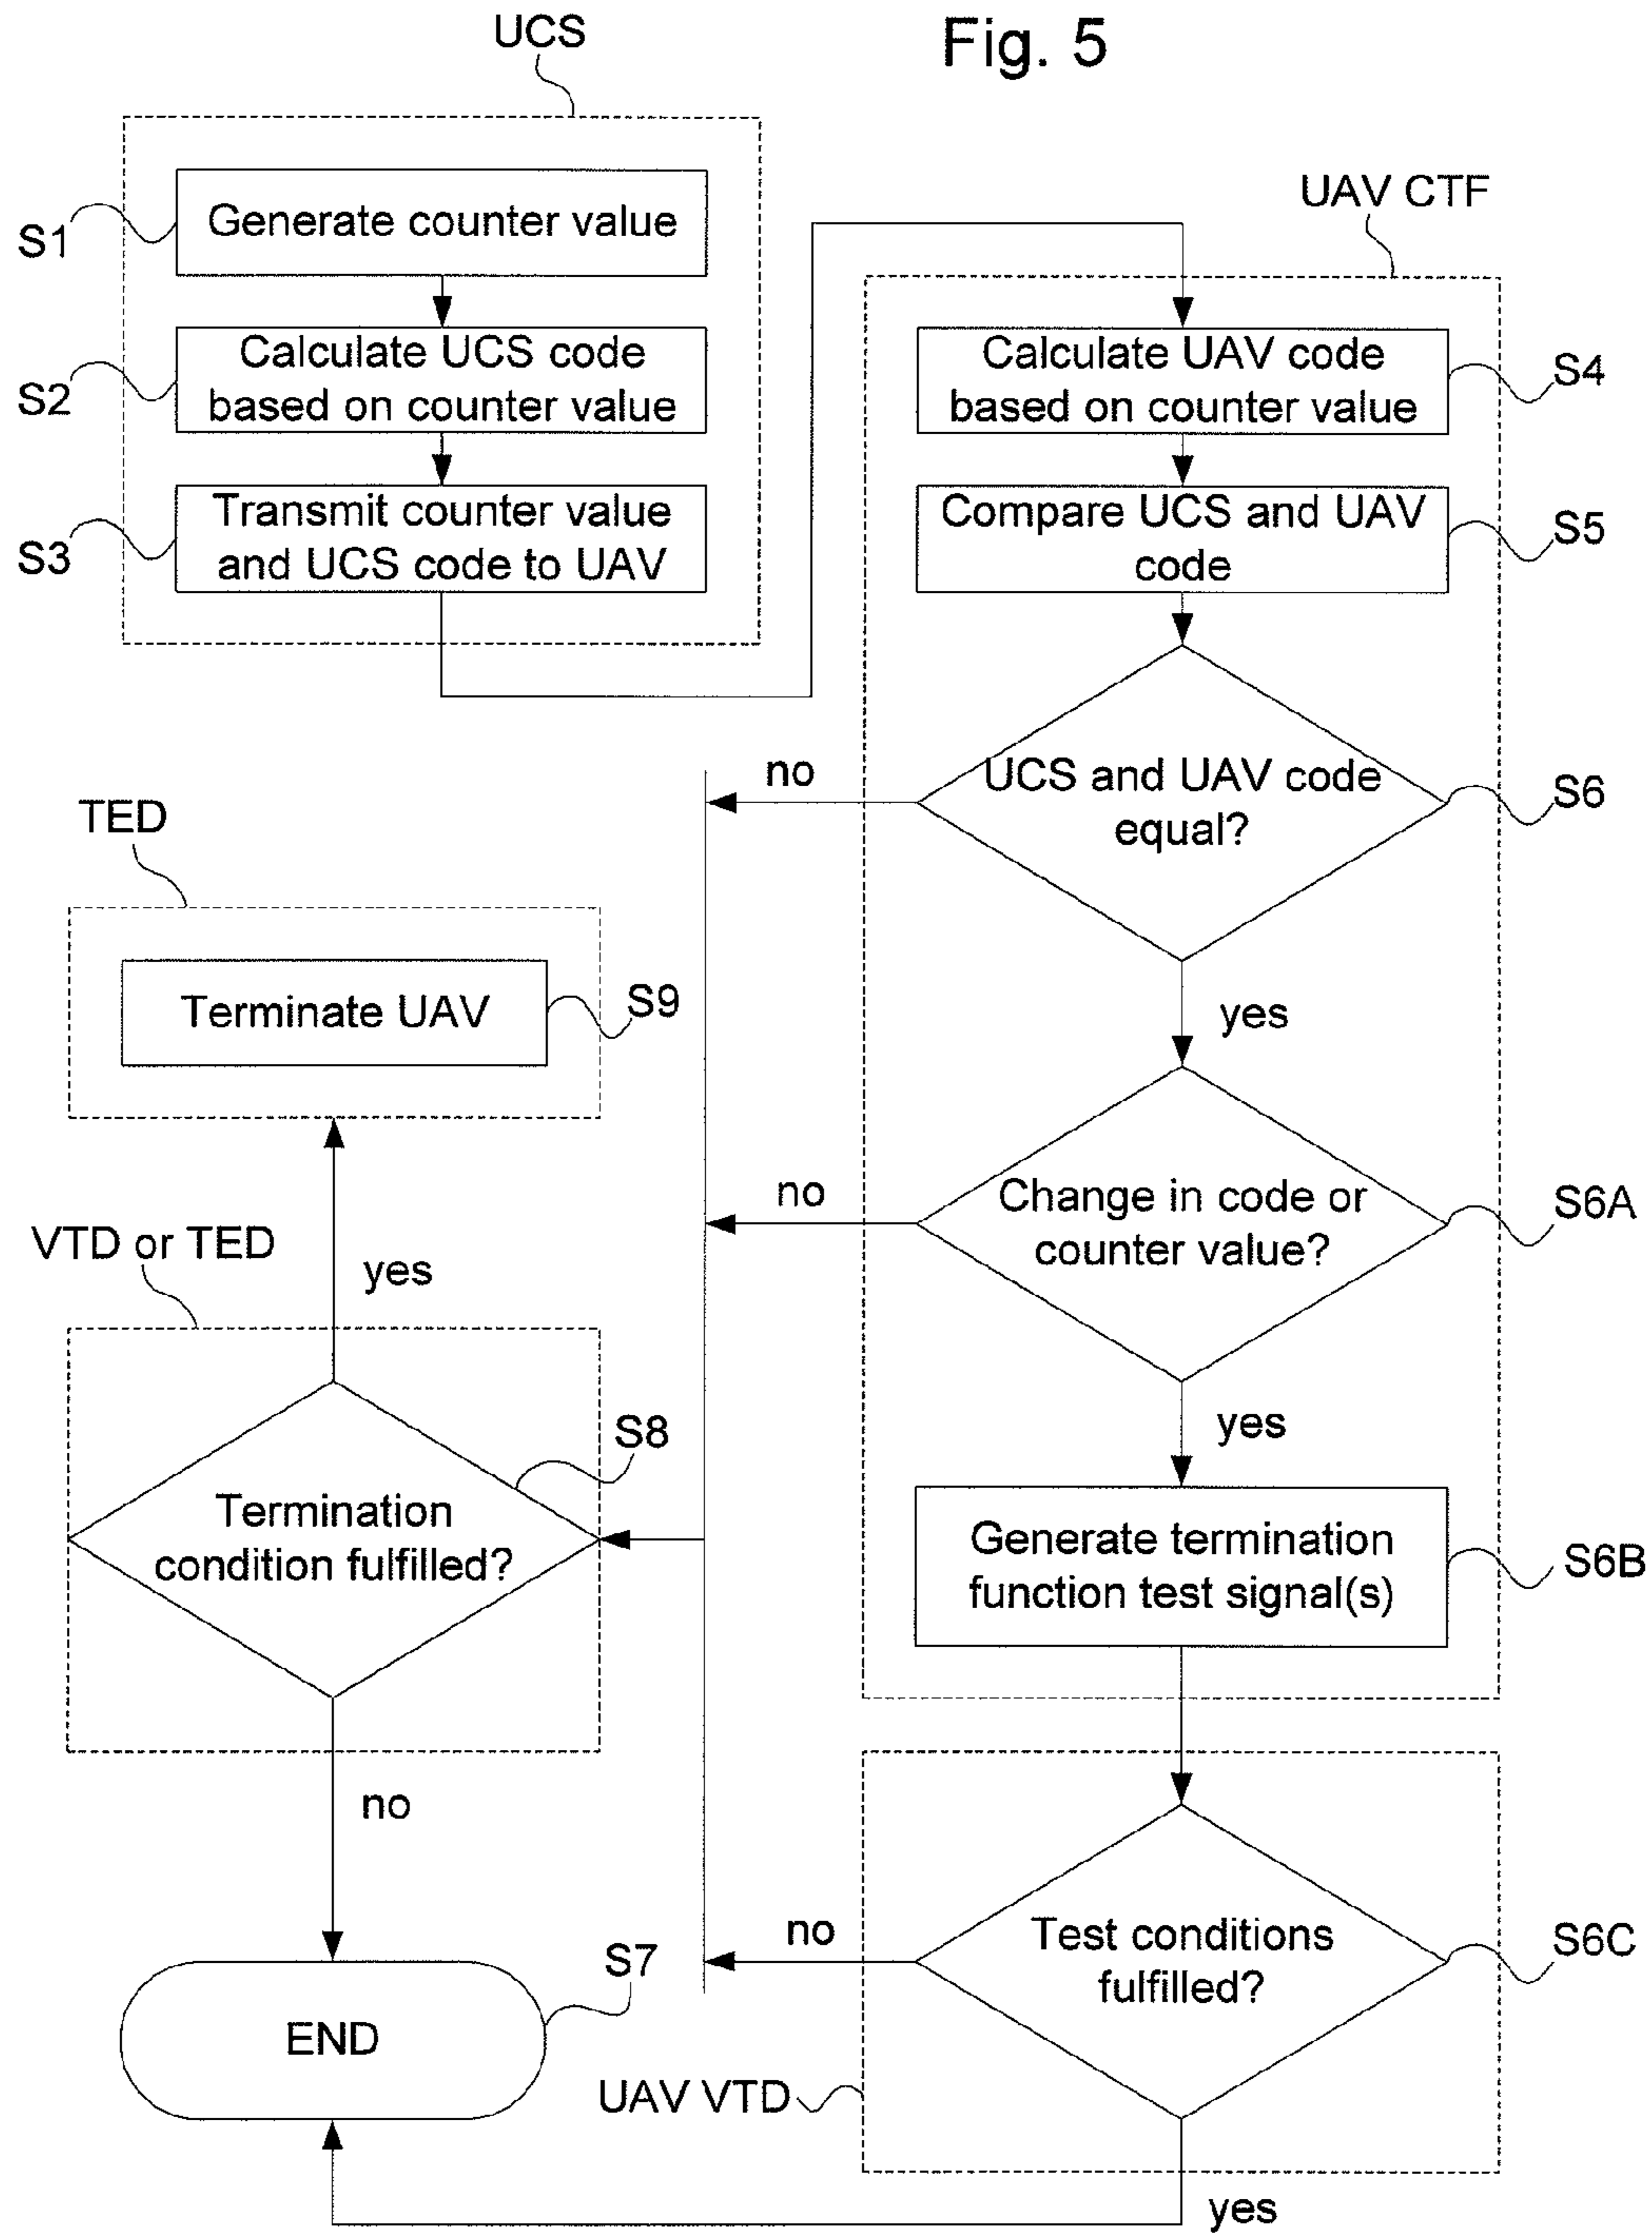 Fig. 5
UCS
S1
Generate counter value
S2
Calculate UCS code
based on counter value
S3
Transmit counter value
and UCS code to UAV
UAV CTF
Calculate UAV code
based on counter value
S4
Compare UCS and UAV
code
S5
UCS and UAV code
equal?
S6
no
yes
Change in code or
counter value?
S6A
no
yes
Generate termination
function test signal(s)
S6B
Test conditions
fulfilled?
S6C
no
yes
UAV VTD
TED
Terminate UAV
S9
VTD or TED
yes
S8
Termination
condition fulfilled?
no
S7
END